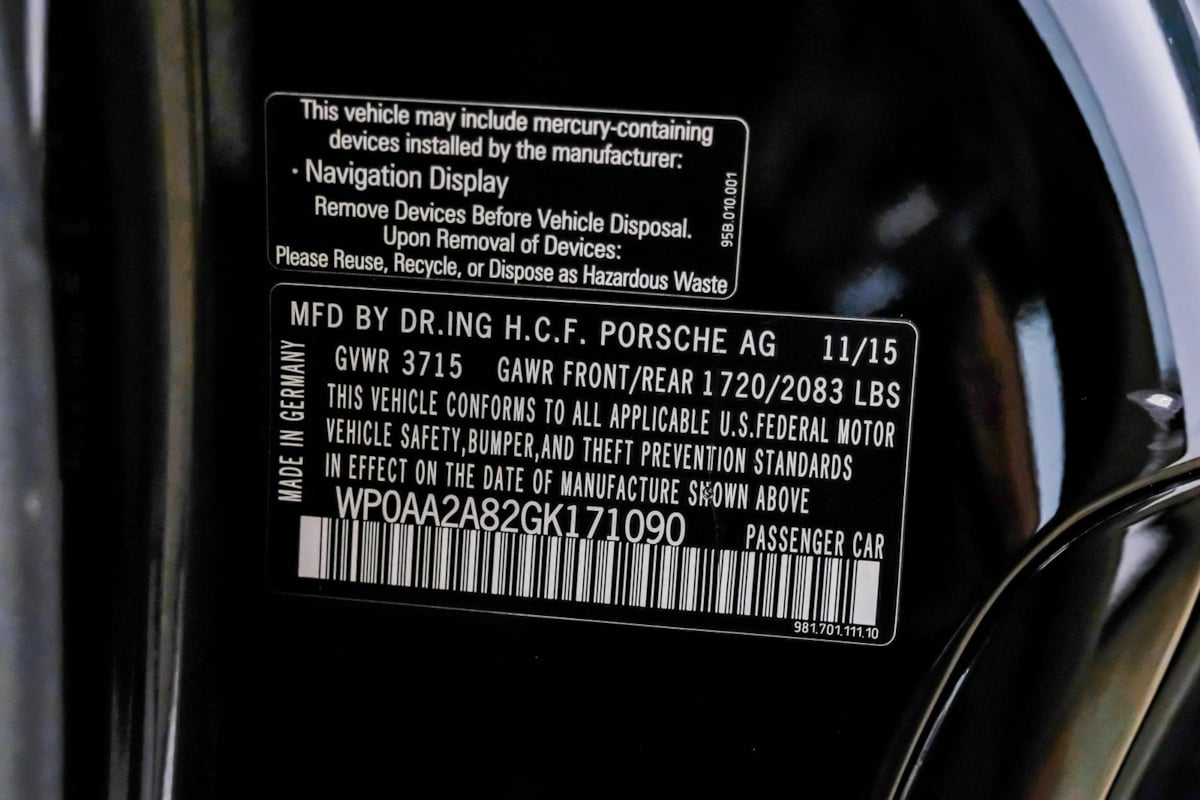 This vehicle may include mercury-containing
devices installed by the manufacturer:
· Navigation Display
Remove Devices Before Vehicle Disposal.
Upon Removal of Devices:
Please Reuse, Recycle, or Dispose as Hazardous Waste
95B.010.001
MFD BY DR.ING H.C.F. PORSCHE AG 11/15
GVWR 3715 GAWR FRONT/REAR 1720/2083 LBS
THIS VEHICLE CONFORMS TO ALL APPLICABLE U.S.FEDERAL MOTOR
VEHICLE SAFETY,BUMPER,AND THEFT PREVENTION STANDARDS
IN EFFECT ON THE DATE OF MANUFACTURE SHOWN ABOVE
MADE IN GERMANY
WP0AA2A82GK171090 PASSENGER CAR
981.701.111.10